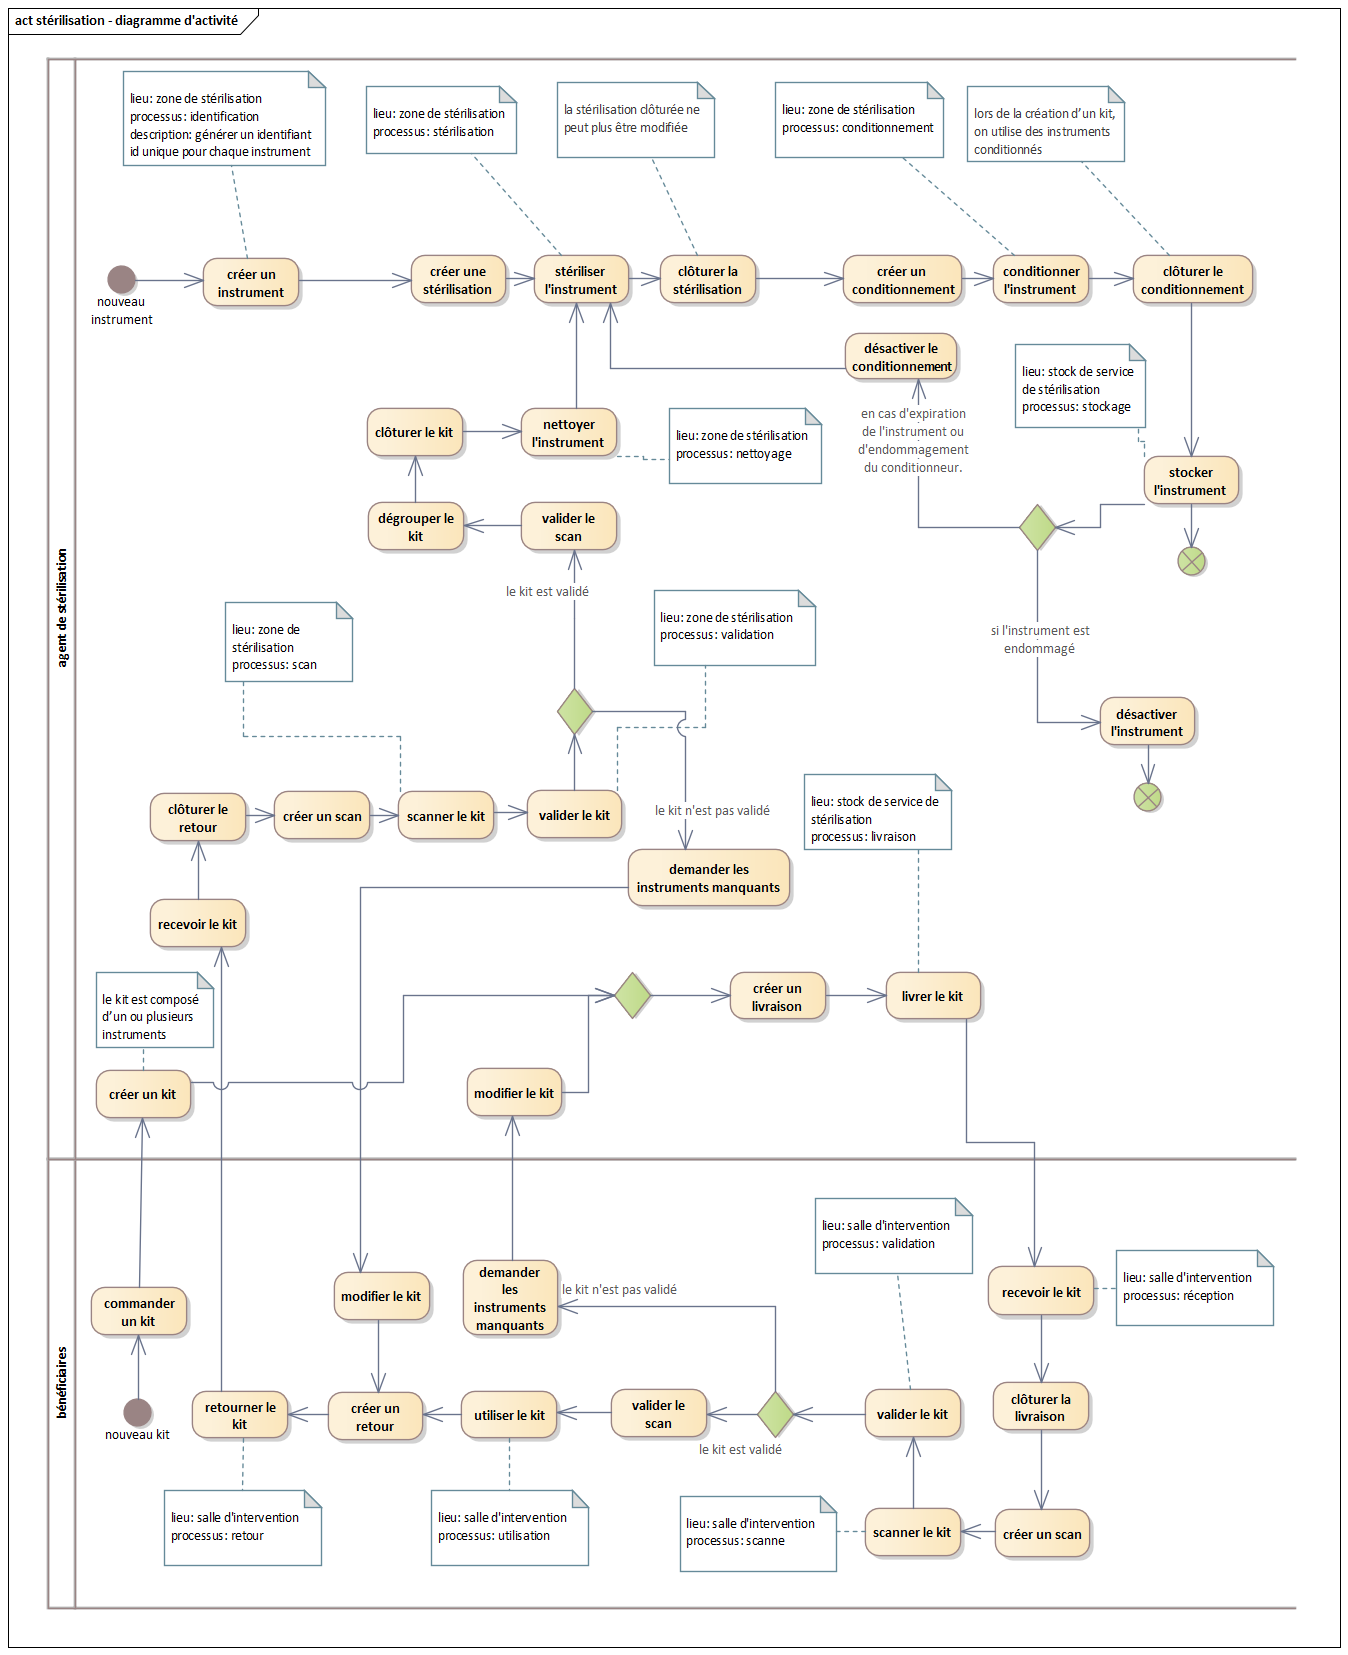 act stérilisation - diagramme d'activité
lieu: zone de stérilisation
processus: identification
description: générer un identifiant
id unique pour chaque instrument
lieu: zone de stérilisation
processus: stérilisation
la stérilisation clôturée ne
peut plus être modifiée
lieu: zone de stérilisation
processus: conditionnement
lors de la création d’un kit,
on utilise des instruments
conditionnés
nouveau
instrument
créer un
instrument
créer une
stérilisation
stériliser
l'instrument
clôturer la
stérilisation
créer un
conditionnement
conditionner
l'instrument
clôturer le
conditionnement
désactiver le
conditionnement
lieu: stock de service
de stérilisation
processus: stockage
en cas d'expiration
de l'instrument ou
d'endommagement
du conditionneur.
clôturer le kit
nettoyer
l'instrument
lieu: zone de stérilisation
processus: nettoyage
stocker
l'instrument
dégrouper le
kit
valider le
scan
agent de stérilisation
le kit est validé
lieu: zone de
stérilisation
processus: scan
lieu: zone de stérilisation
processus: validation
si l'instrument est
endommagé
désactiver
l'instrument
clôturer le
retour
créer un scan
scanner le kit
valider le kit
le kit n'est pas validé
lieu: stock de service de
stérilisation
processus: livraison
demander les
instruments manquants
recevoir le kit
le kit est composé
d’un ou plusieurs
instruments
créer un
livraison
livrer le kit
créer un kit
modifier le kit
bénéficiaires
lieu: salle d'intervention
processus: validation
commander
un kit
modifier le kit
demander
les
instruments
manquants
le kit n'est pas validé
recevoir le kit
lieu: salle d'intervention
processus: réception
nouveau kit
retourner le
kit
créer un
retour
utiliser le kit
valider le
scan
le kit est validé
valider le kit
clôturer la
livraison
lieu: salle d'intervention
processus: retour
lieu: salle d'intervention
processus: utilisation
lieu: salle d'intervention
processus: scanne
scanner le kit
créer un scan